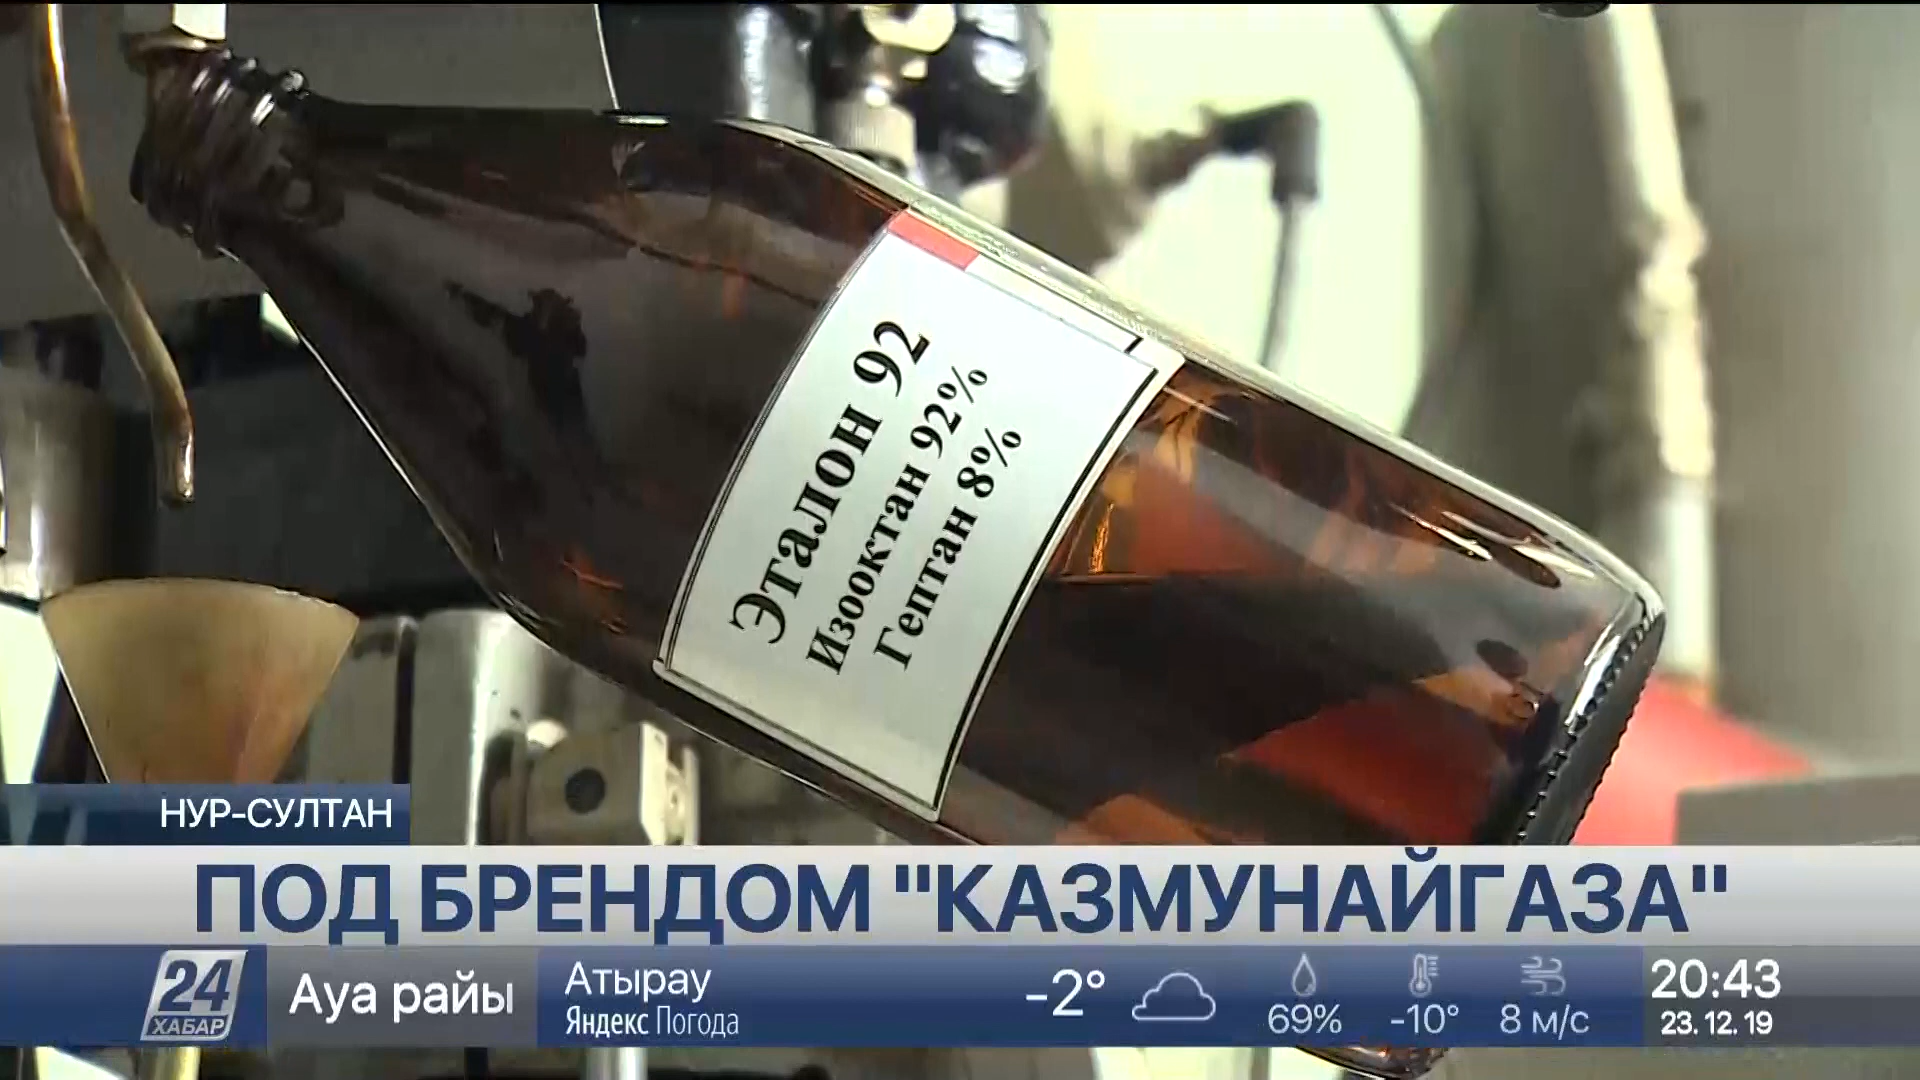 Эталон 92
Изооктан 92%
Гептан 8%
НУР-СУЛТАН
ПОД БРЕНДОМ "КАЗМУНАЙГАЗА"
24 ХАБАР
Ауа райы
Атырау
Яндекс Погода
-2°
69%
-10°
8 м/с
20:43
23.12.19